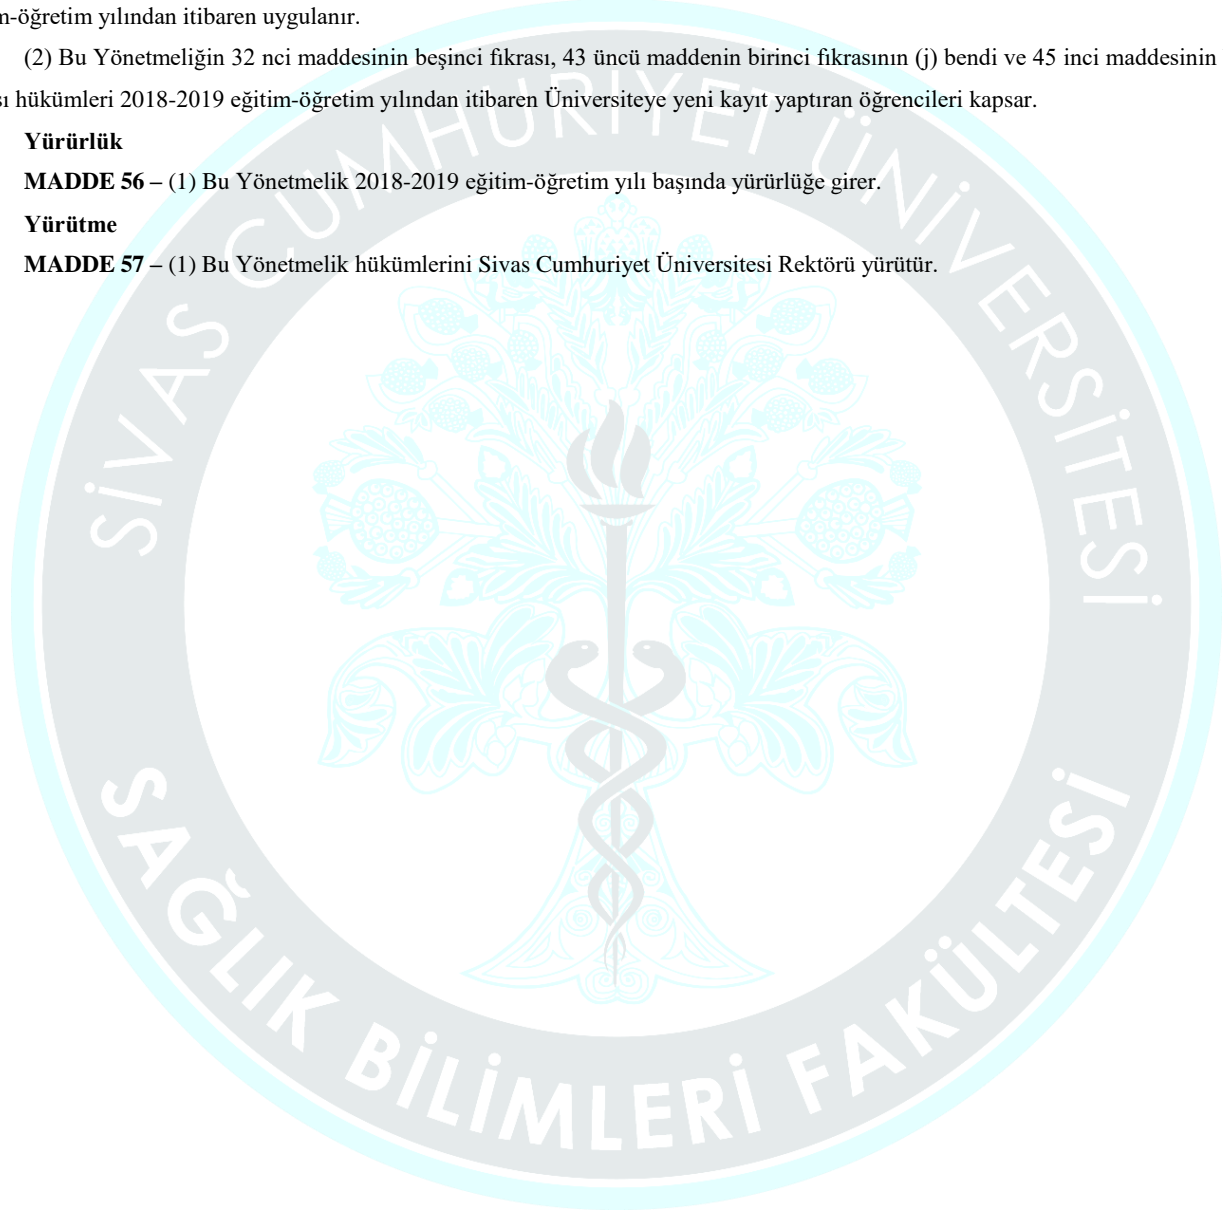 öğretim yılından itibaren uygulanır.
(2) Bu Yönetmeliğin 32 nci maddesinin beşinci fıkrası, 43 üncü maddenin birinci fıkrasının (j) bendi ve 45 inci maddesinin
hükümleri 2018-2019 eğitim-öğretim yılından itibaren Üniversiteye yeni kayıt yaptıran öğrencileri kapsar.
Yürürlük
MADDE 56 – (1) Bu Yönetmelik 2018-2019 eğitim-öğretim yılı başında yürürlüğe girer.
Yürütme
MADDE 57 – (1) Bu Yönetmelik hükümlerini Sivas Cumhuriyet Üniversitesi Rektörü yürütür.
SİVAS CUMHURİYET ÜNİVERSİTESİ
SAĞLIK BİLİMLERİ FAKÜLTESİ